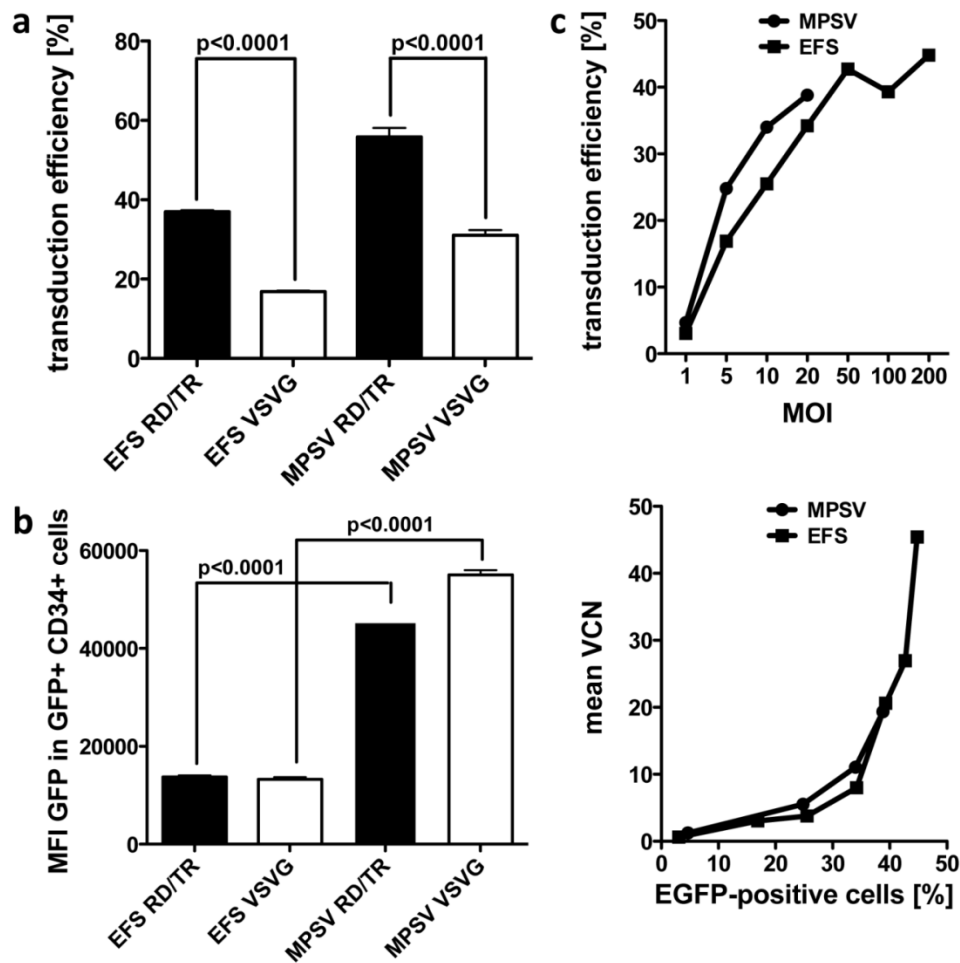 a
transduction efficiency [%]
80
60
40
20
0
p<0.0001
p<0.0001
EFS RD/TR
EFS VSVG
MPSV RD/TR
MPSV VSVG
c
transduction efficiency [%]
50
40
30
20
10
0
MPSV
EFS
1 5 10 20 50 100 200
MOI
b
MFI GFP in GFP+ CD34+ cells
60000
40000
20000
0
p<0.0001
p<0.0001
EFS RD/TR
EFS VSVG
MPSV RD/TR
MPSV VSVG
mean VCN
50
40
30
20
10
0
MPSV
EFS
0 10 20 30 40 50
EGFP-positive cells [%]